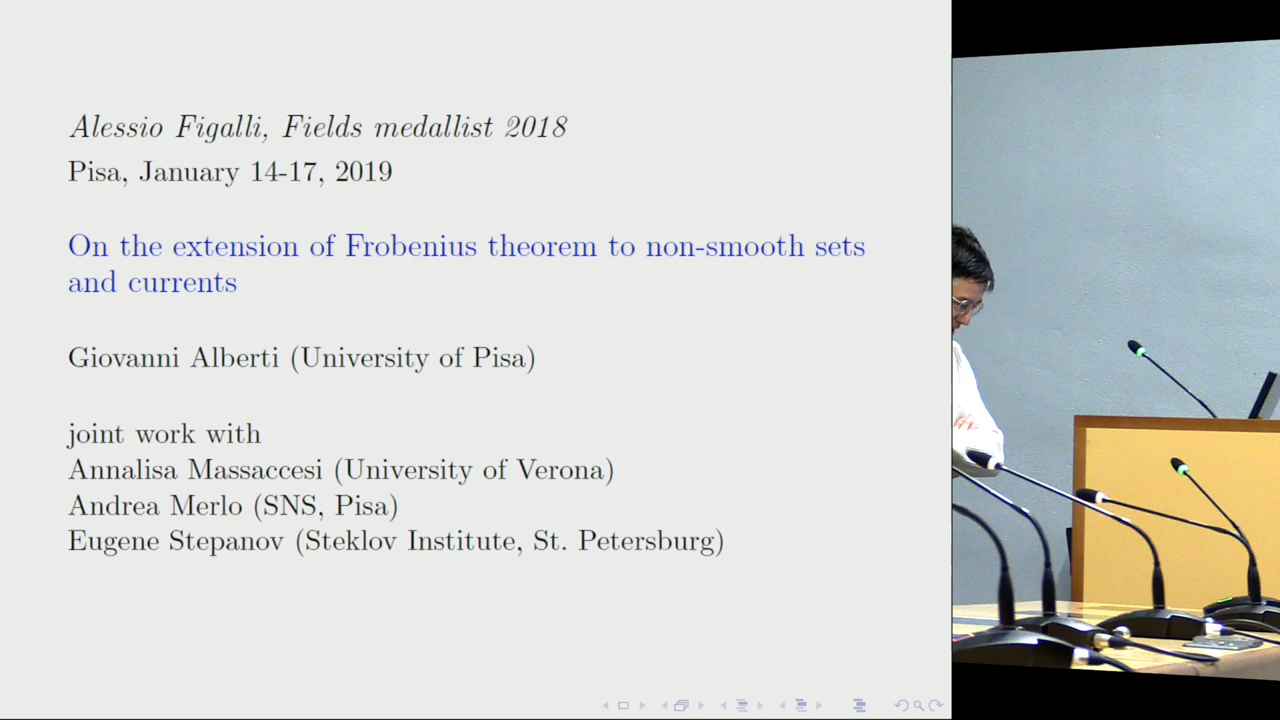 Alessio Figalli, Fields medallist 2018
Pisa, January 14-17, 2019
On the extension of Frobenius theorem to non-smooth sets
and currents
Giovanni Alberti (University of Pisa)
joint work with
Annalisa Massaccesi (University of Verona)
Andrea Merlo (SNS, Pisa)
Eugene Stepanov (Steklov Institute, St. Petersburg)